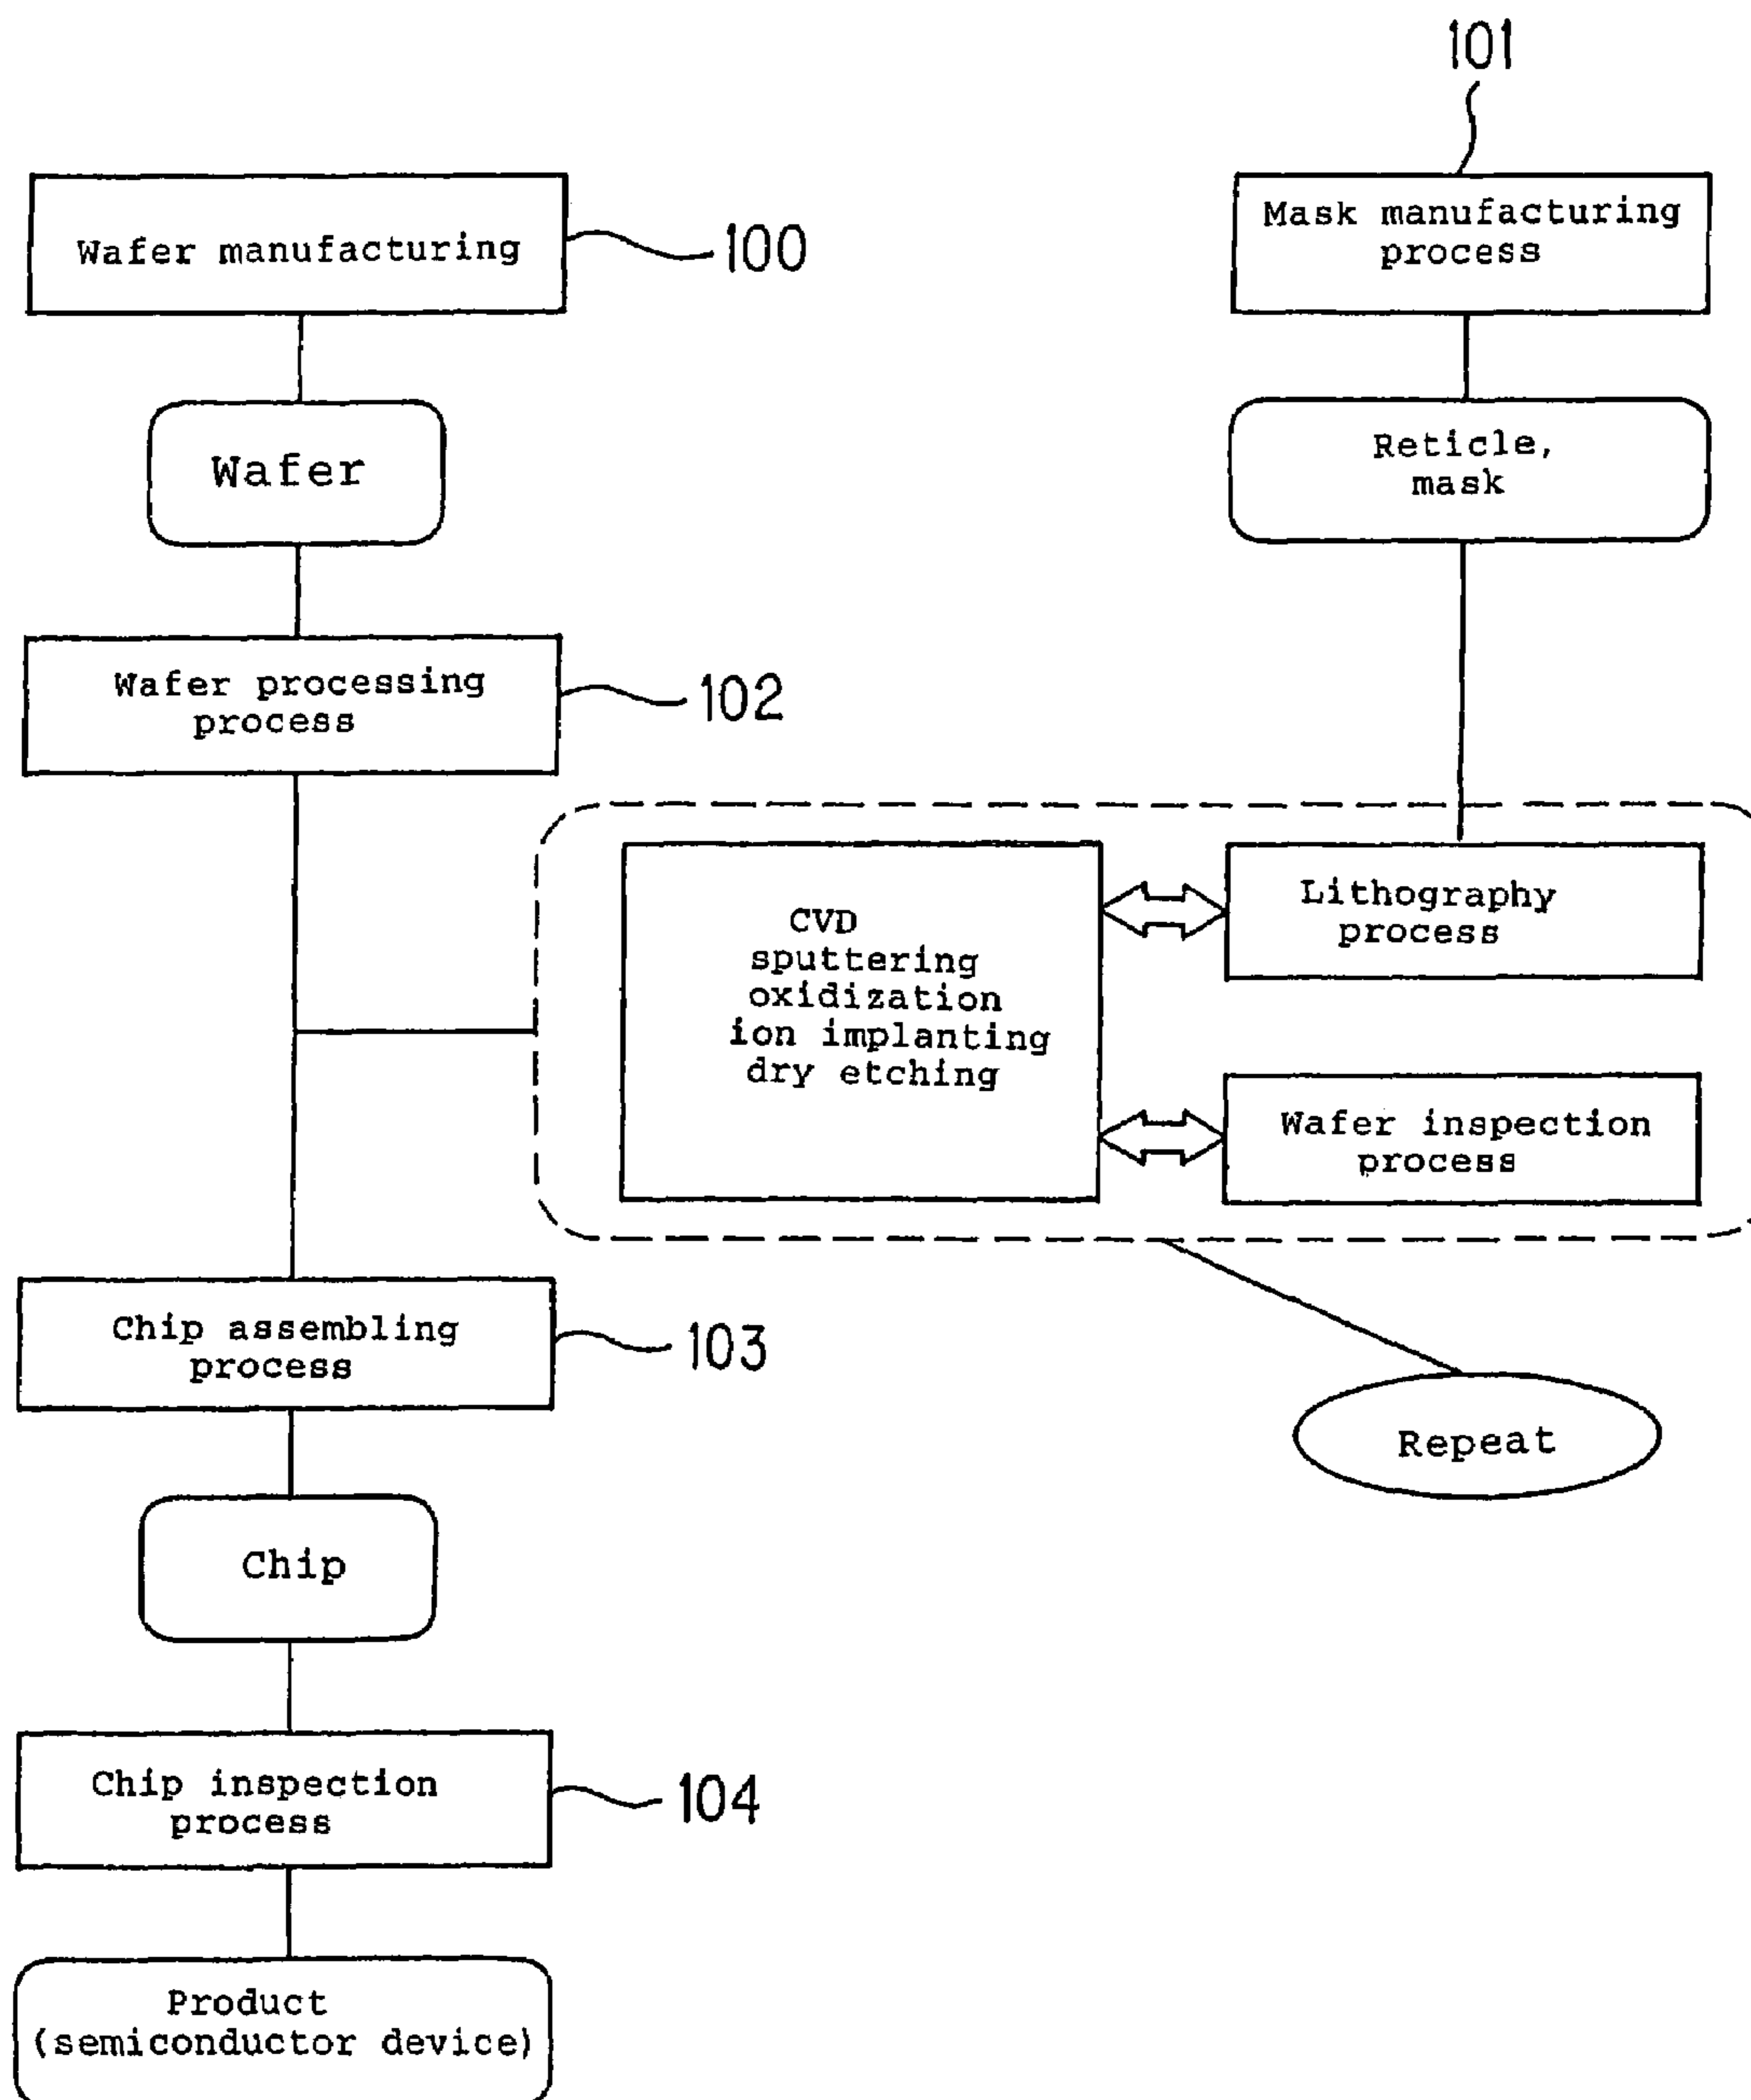 101
Wafer manufacturing
100
Mask manufacturing
process
Wafer
Reticle,
mask
Wafer processing
process
102
CVD
sputtering
oxidization
ion implanting
dry etching
Lithography
process
Wafer inspection
process
Chip assembling
process
103
Repeat
Chip
Chip inspection
process
104
Product
(semiconductor device)